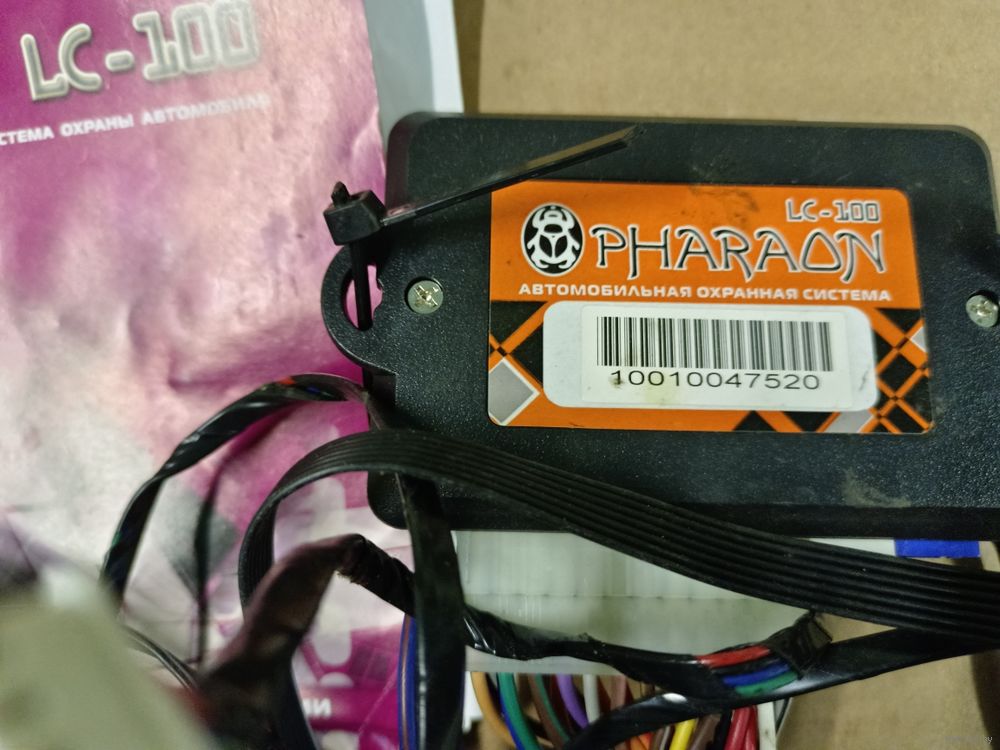 LC-100
СТЕМА ОХРАНЫ АВТОМОБИЛЯ
LC-100
PHARAON
АВТОМОБИЛЬНАЯ ОХРАННАЯ СИСТЕМА
10010047520